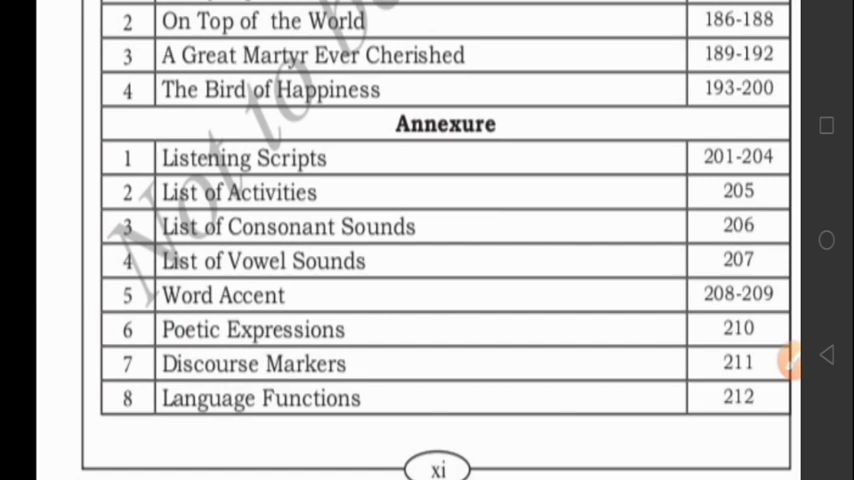 2 On Top of the World 186-188
3 A Great Martyr Ever Cherished 189-192
4 The Bird of Happiness 193-200
Annexure
1 Listening Scripts 201-204
2 List of Activities 205
3 List of Consonant Sounds 206
4 List of Vowel Sounds 207
5 Word Accent 208-209
6 Poetic Expressions 210
7 Discourse Markers 211
8 Language Functions 212
xi
Not to b